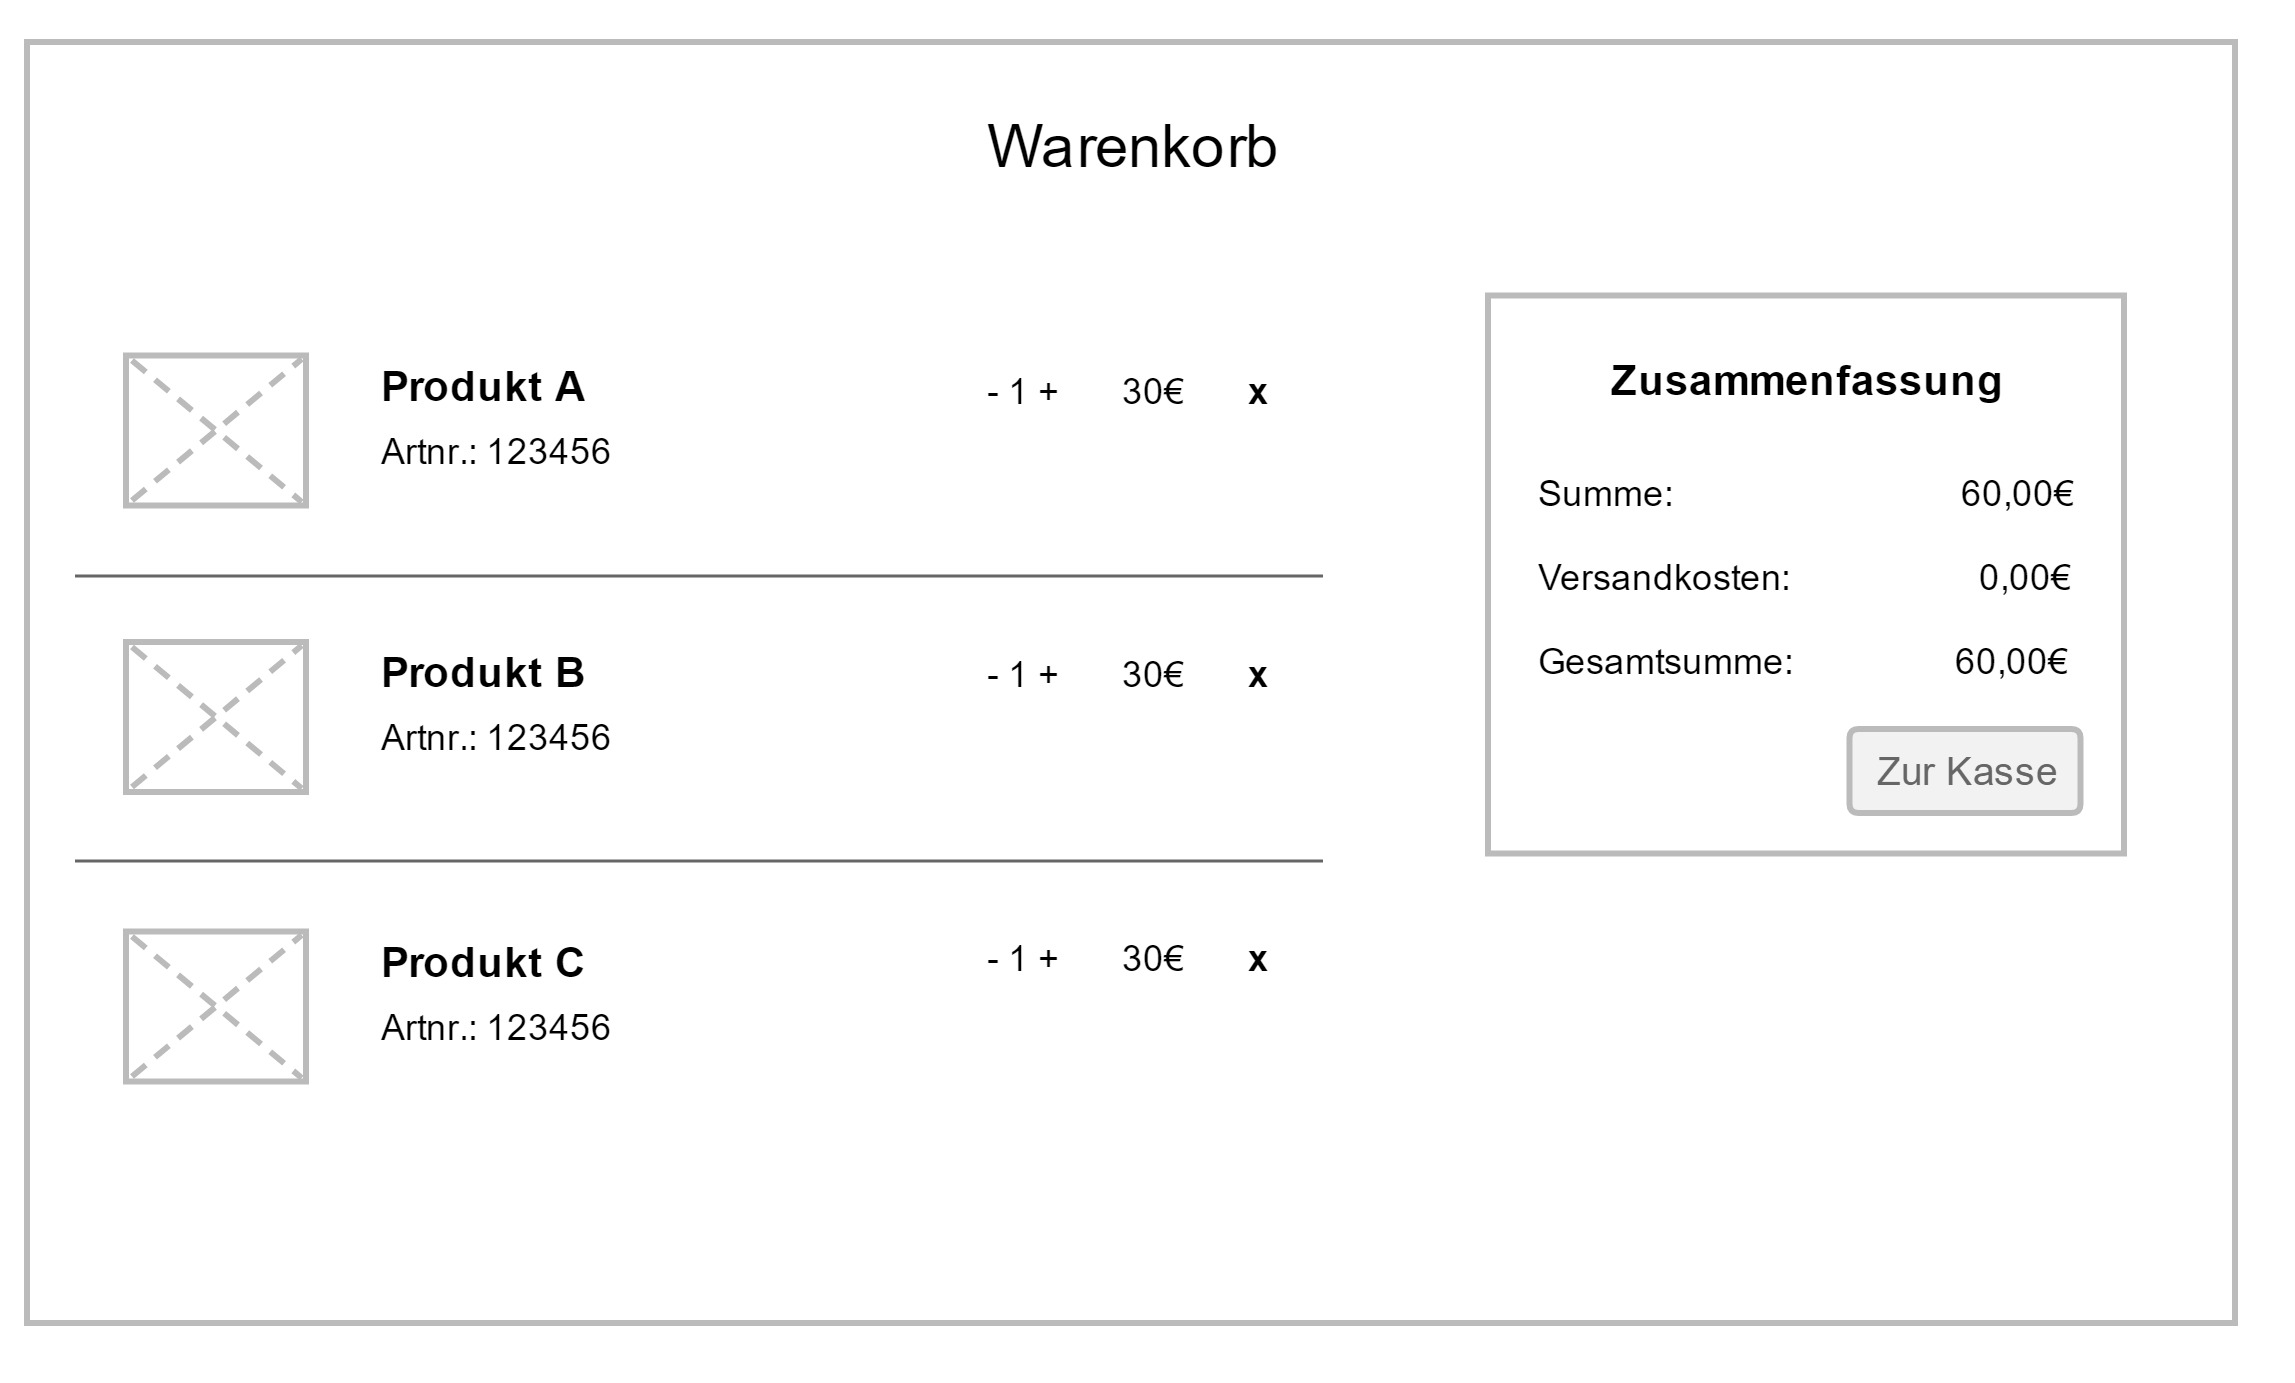 Warenkorb
Produkt A
Artnr.: 123456
- 1 +
30€
x
Produkt B
Artnr.: 123456
- 1 +
30€
x
Produkt C
Artnr.: 123456
- 1 +
30€
x
Zusammenfassung
Summe: 60,00€
Versandkosten: 0,00€
Gesamtsumme: 60,00€
Zur Kasse